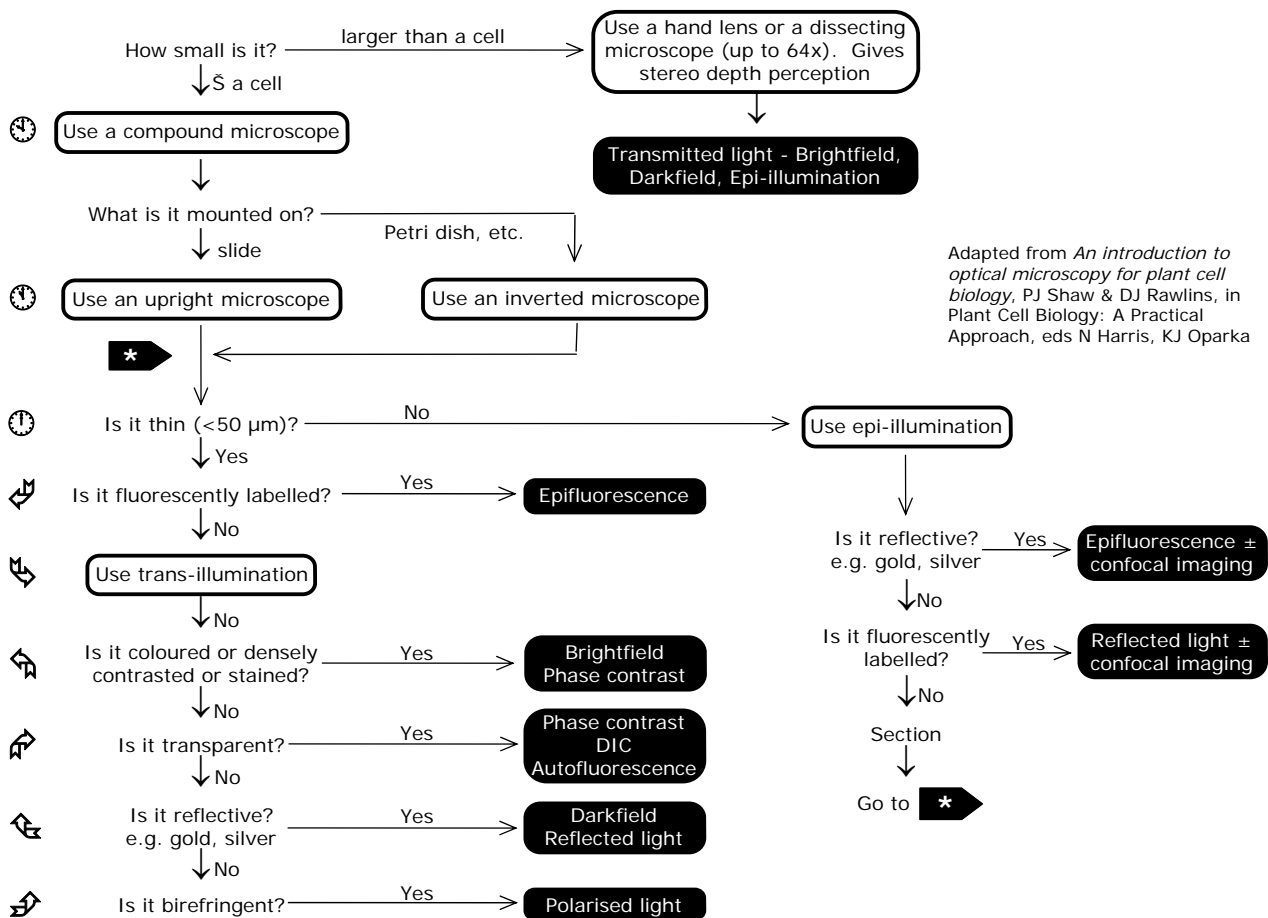 How small is it?
larger than a cell
Use a hand lens or a dissecting
microscope (up to 64x).  Gives
stereo depth perception
Š a cell
Use a compound microscope
Transmitted light - Brightfield,
Darkfield, Epi-illumination
What is it mounted on?
Petri dish, etc.
slide
Use an upright microscope
Use an inverted microscope
Adapted from An introduction to
optical microscopy for plant cell
biology, PJ Shaw & DJ Rawlins, in
Plant Cell Biology: A Practical
Approach, eds N Harris, KJ Oparka
*
Is it thin (<50 µm)?
No
Use epi-illumination
Yes
Is it fluorescently labelled?
Yes
Epifluorescence
No
Use trans-illumination
No
Is it coloured or densely
contrasted or stained?
Yes
Brightfield
Phase contrast
No
Is it transparent?
Yes
Phase contrast
DIC
Autofluorescence
No
Is it reflective?
e.g. gold, silver
Yes
Darkfield
Reflected light
No
Is it birefringent?
Yes
Polarised light
Is it reflective?
e.g. gold, silver
Yes
Epifluorescence ±
confocal imaging
No
Is it fluorescently
labelled?
Yes
Reflected light ±
confocal imaging
No
Section
Go to
*